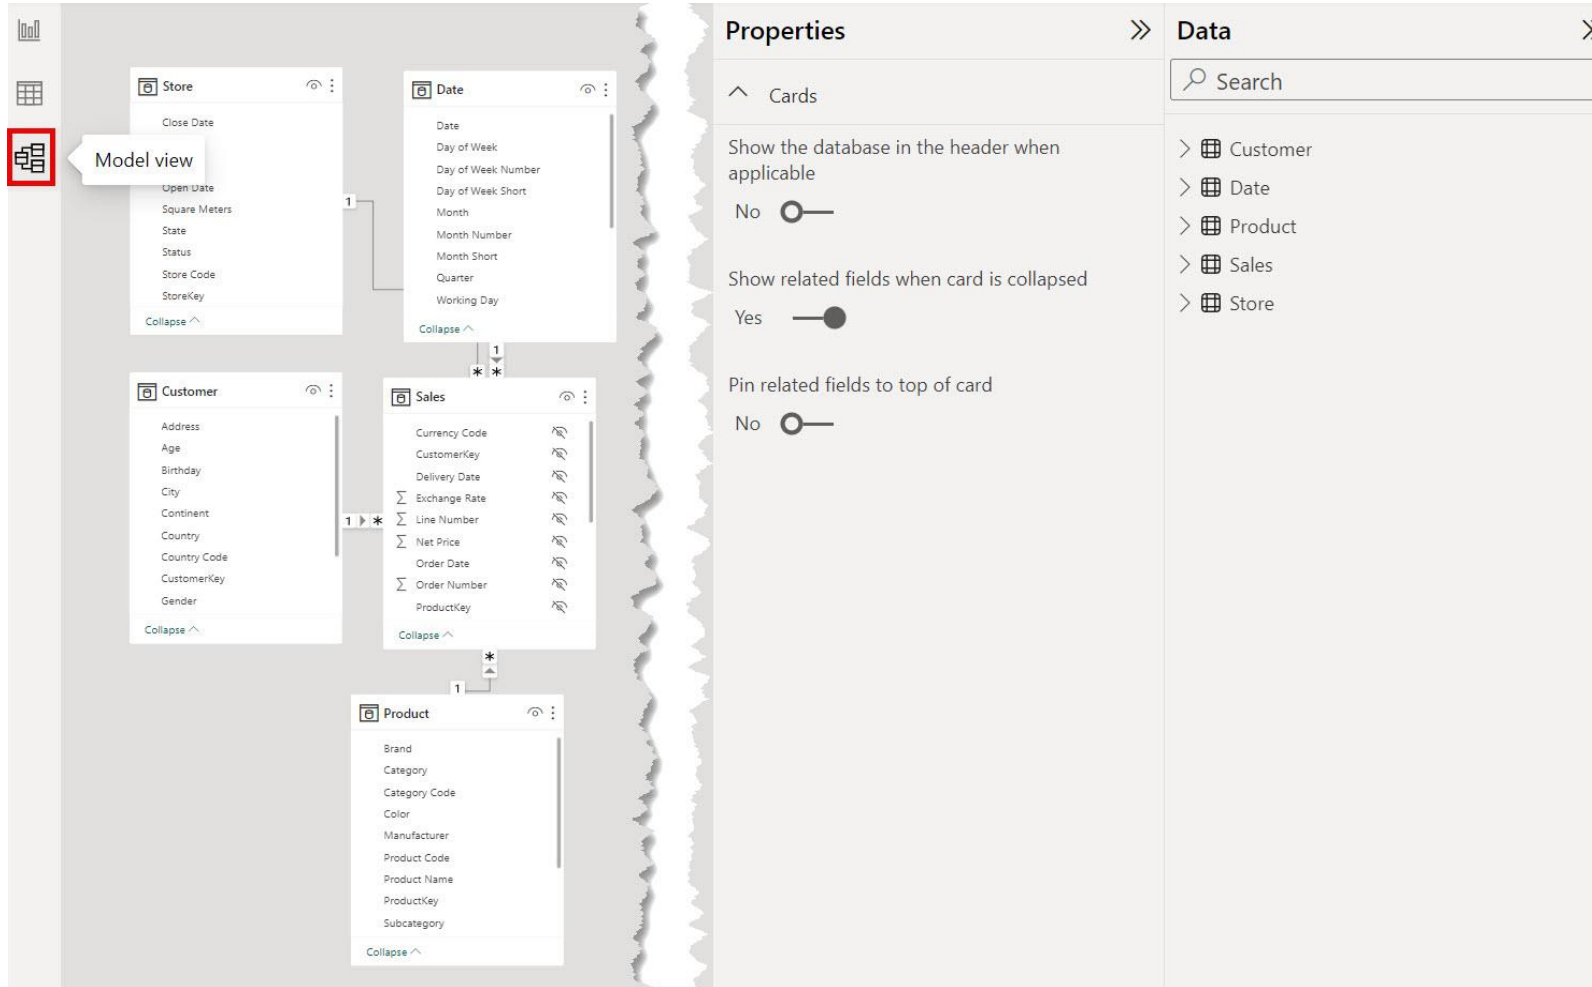 Model view
Store
Close Date
Open Date
Square Meters
State
Status
Store Code
StoreKey
Collapse
1
Date
Date
Day of Week
Day of Week Number
Day of Week Short
Month
Month Number
Month Short
Quarter
Working Day
Collapse
1
* *
Customer
Address
Age
Birthday
City
Continent
Country
Country Code
CustomerKey
Gender
Collapse
1 *
Sales
Currency Code
CustomerKey
Delivery Date
Σ Exchange Rate
Σ Line Number
Σ Net Price
Order Date
Σ Order Number
ProductKey
Collapse
*
1
Product
Brand
Category
Category Code
Color
Manufacturer
Product Code
Product Name
ProductKey
Subcategory
Collapse
Properties
Cards
Show the database in the header when
applicable
No
Show related fields when card is collapsed
Yes
Pin related fields to top of card
No
Data
Search
Customer
Date
Product
Sales
Store